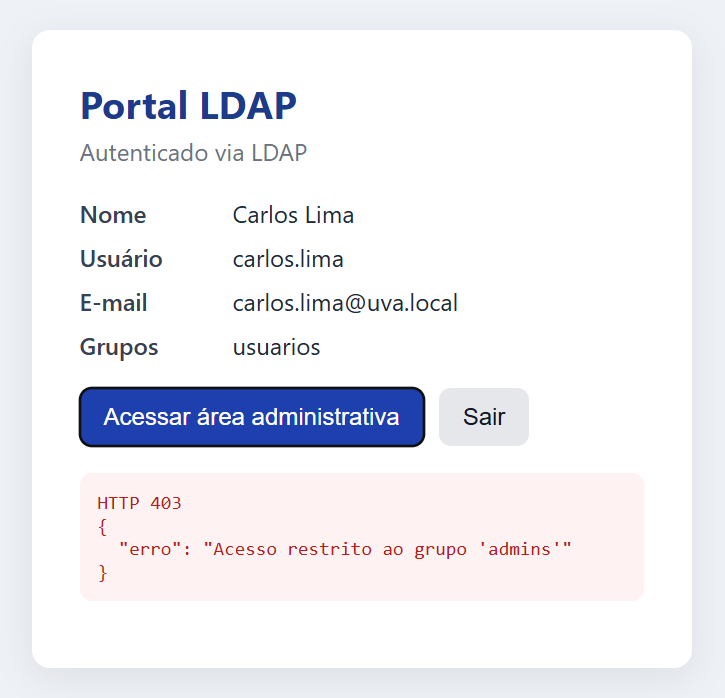 Portal LDAP
Autenticado via LDAP
Nome Carlos Lima
Usuário carlos.lima
E-mail carlos.lima@uva.local
Grupos usuarios
Acessar área administrativa Sair
HTTP 403
{
  "erro": "Acesso restrito ao grupo 'admins'"
}